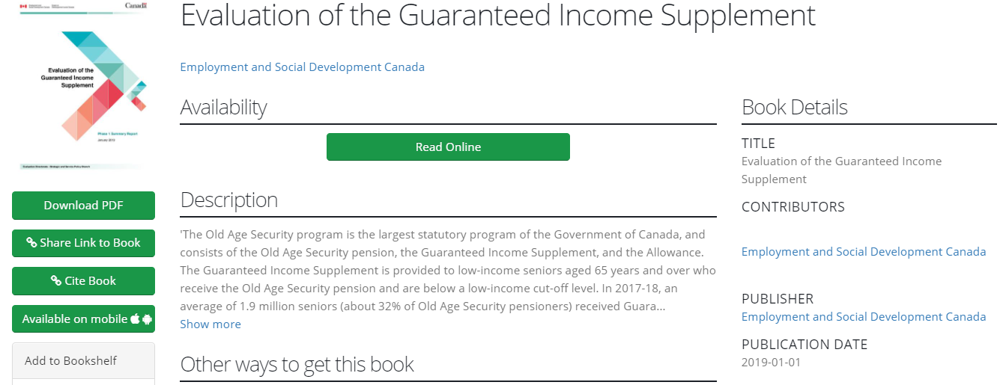 Canada
Evaluation of the Guaranteed Income Supplement
Evaluation of the
Guaranteed Income
Supplement
Phase 1 Summary Report
January 2019
Evaluation Directorate - Strategic and Service Policy Branch
Employment and Social Development Canada
Availability
Read Online
Description
'The Old Age Security program is the largest statutory program of the Government of Canada, and
consists of the Old Age Security pension, the Guaranteed Income Supplement, and the Allowance.
The Guaranteed Income Supplement is provided to low-income seniors aged 65 years and over who
receive the Old Age Security pension and are below a low-income cut-off level. In 2017-18, an
average of 1.9 million seniors (about 32% of Old Age Security pensioners) received Guara...
Show more
Other ways to get this book
Download PDF
Share Link to Book
Cite Book
Available on mobile
Add to Bookshelf
Book Details
TITLE
Evaluation of the Guaranteed Income
Supplement
CONTRIBUTORS
Employment and Social Development Canada
PUBLISHER
Employment and Social Development Canada
PUBLICATION DATE
2019-01-01